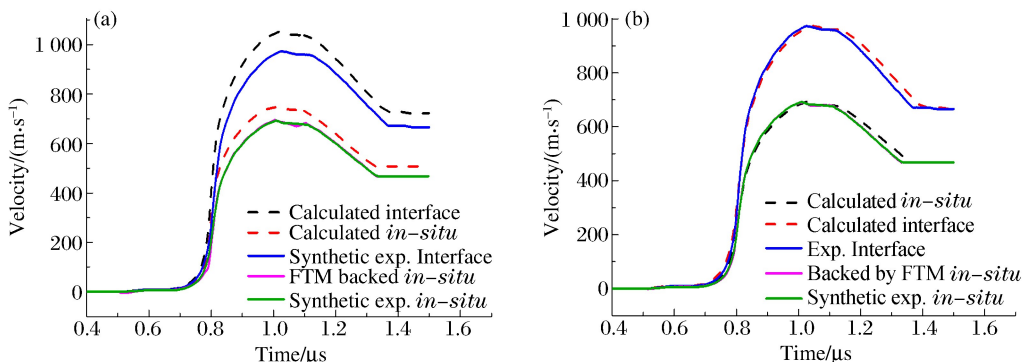 (a)
1 000
800
600
400
200
0
Velocity/(m·s⁻¹)
0.4
0.6
0.8
1.0
1.2
1.4
1.6
Time/μs
Calculated interface
Calculated in-situ
Synthetic exp. Interface
FTM backed in-situ
Synthetic exp. in-situ
(b)
1 000
800
600
400
200
0
Velocity/(m·s⁻¹)
0.4
0.6
0.8
1.0
1.2
1.4
1.6
Time/μs
Calculated in-situ
Calculated interface
Exp. Interface
Backed by FTM in-situ
Synthetic exp. in-situ